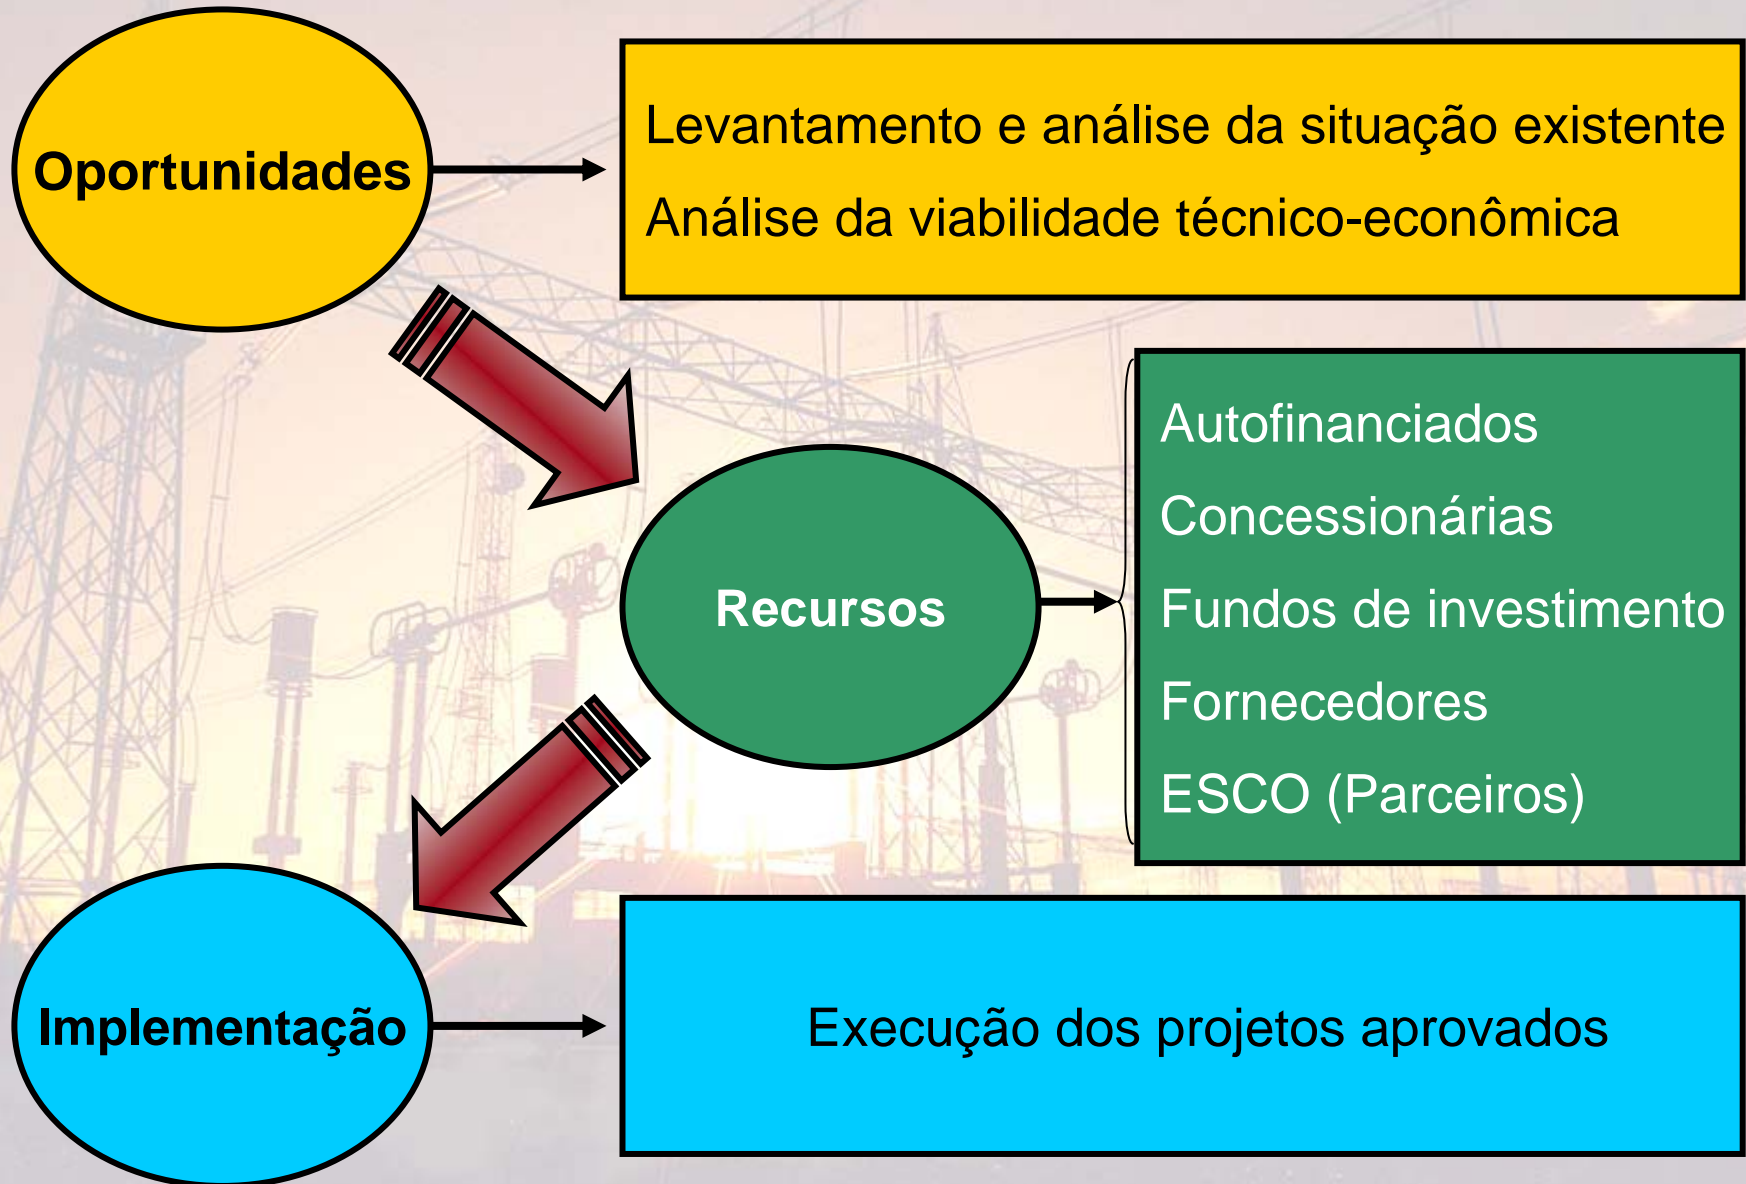 Oportunidades
Levantamento e análise da situação existente
Análise da viabilidade técnico-econômica
Recursos
Autofinanciados
Concessionárias
Fundos de investimento
Fornecedores
ESCO (Parceiros)
Implementação
Execução dos projetos aprovados